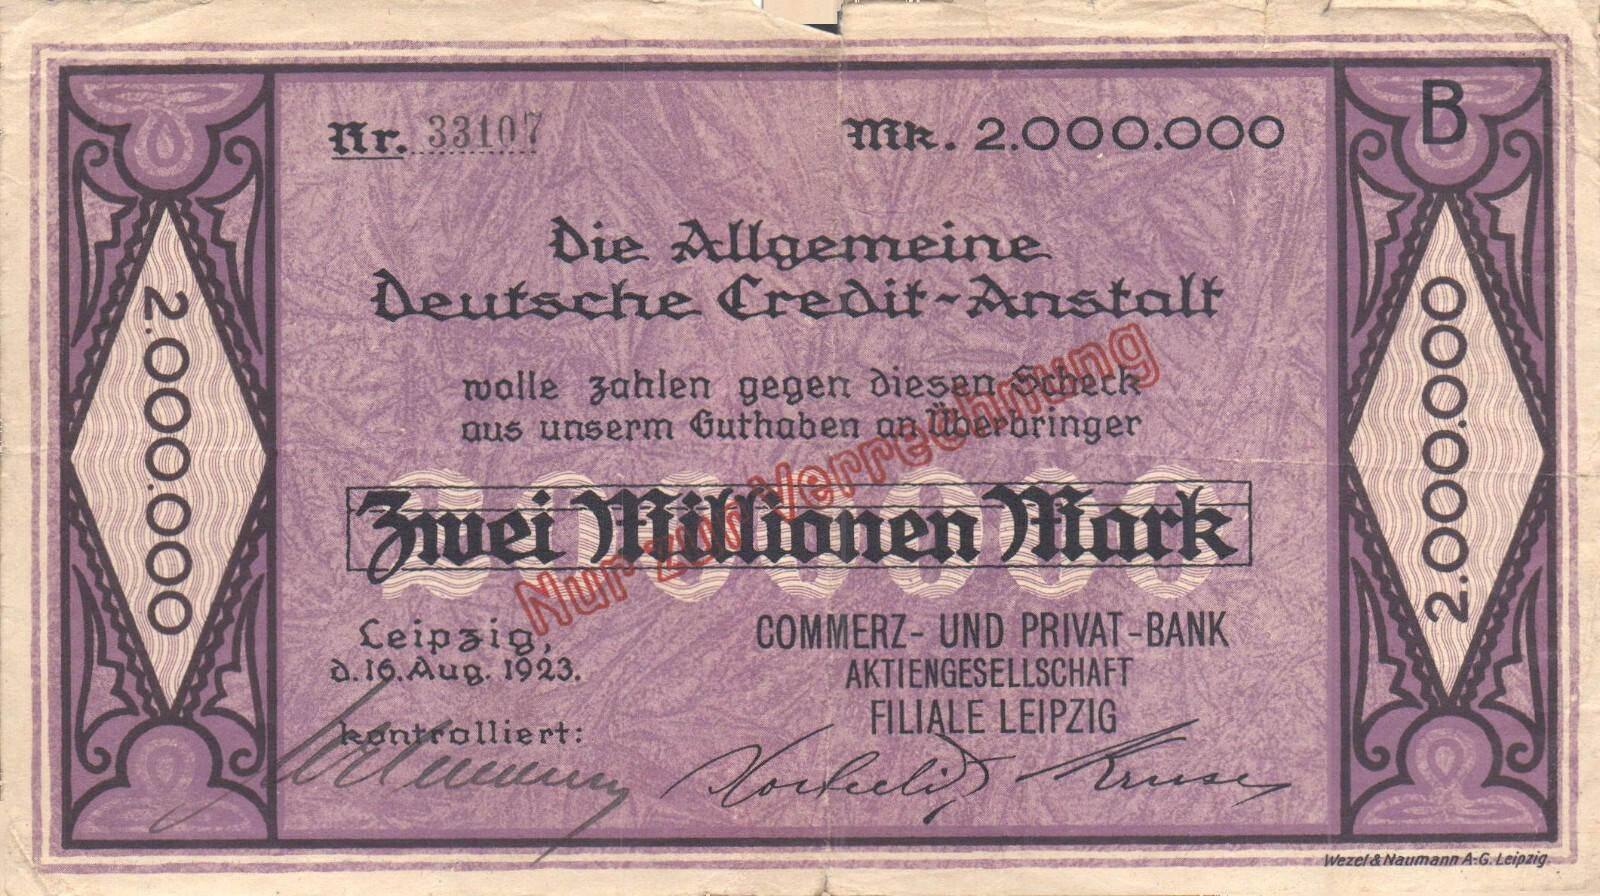 Nr. 33107
Mk. 2.000.000
B
Die Allgemeine
Deutsche Credit-Anstalt
wolle zahlen gegen diesen Scheck
aus unserm Guthaben an Überbringer
2000000
Zwei Millionen Mark
Nur zur Verrechnung
Leipzig,
d. 16. Aug. 1923.
kontrolliert:
COMMERZ- UND PRIVAT-BANK
AKTIENGESELLSCHAFT
FILIALE LEIPZIG
Kruse
2.000.000
2.000.000
Wezel & Naumann A-G. Leipzig.